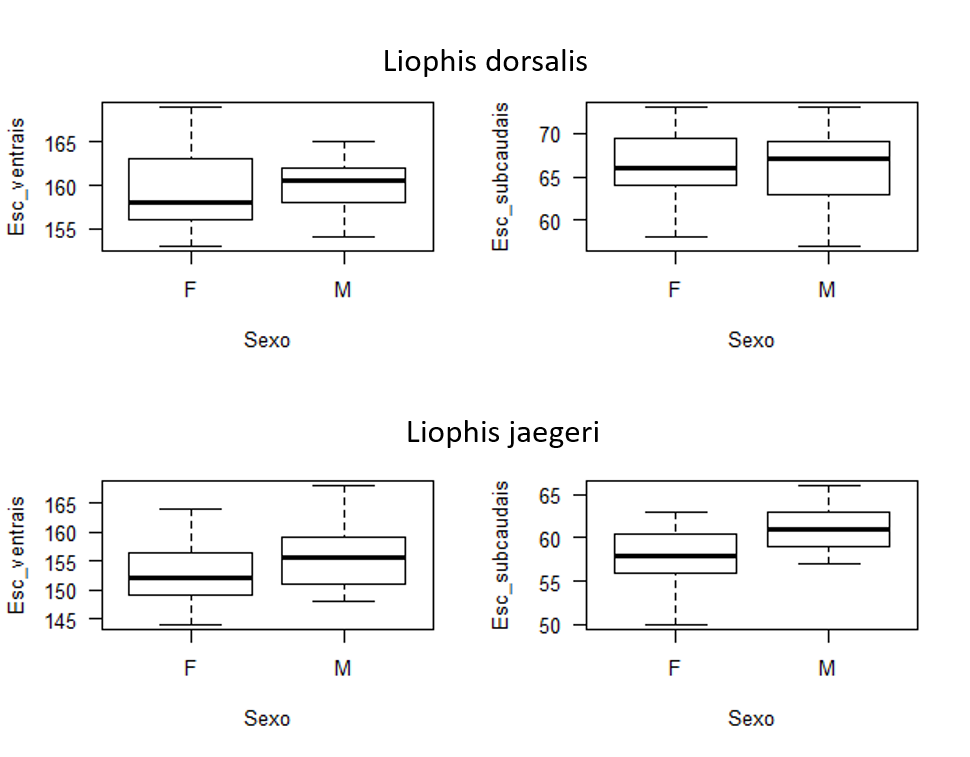 Liophis dorsalis
Esc_ventrais
165
160
155
F M
Sexo
Esc_subcaudais
70
65
60
F M
Sexo
Liophis jaegeri
Esc_ventrais
165
160
155
150
145
F M
Sexo
Esc_subcaudais
65
60
55
50
F M
Sexo